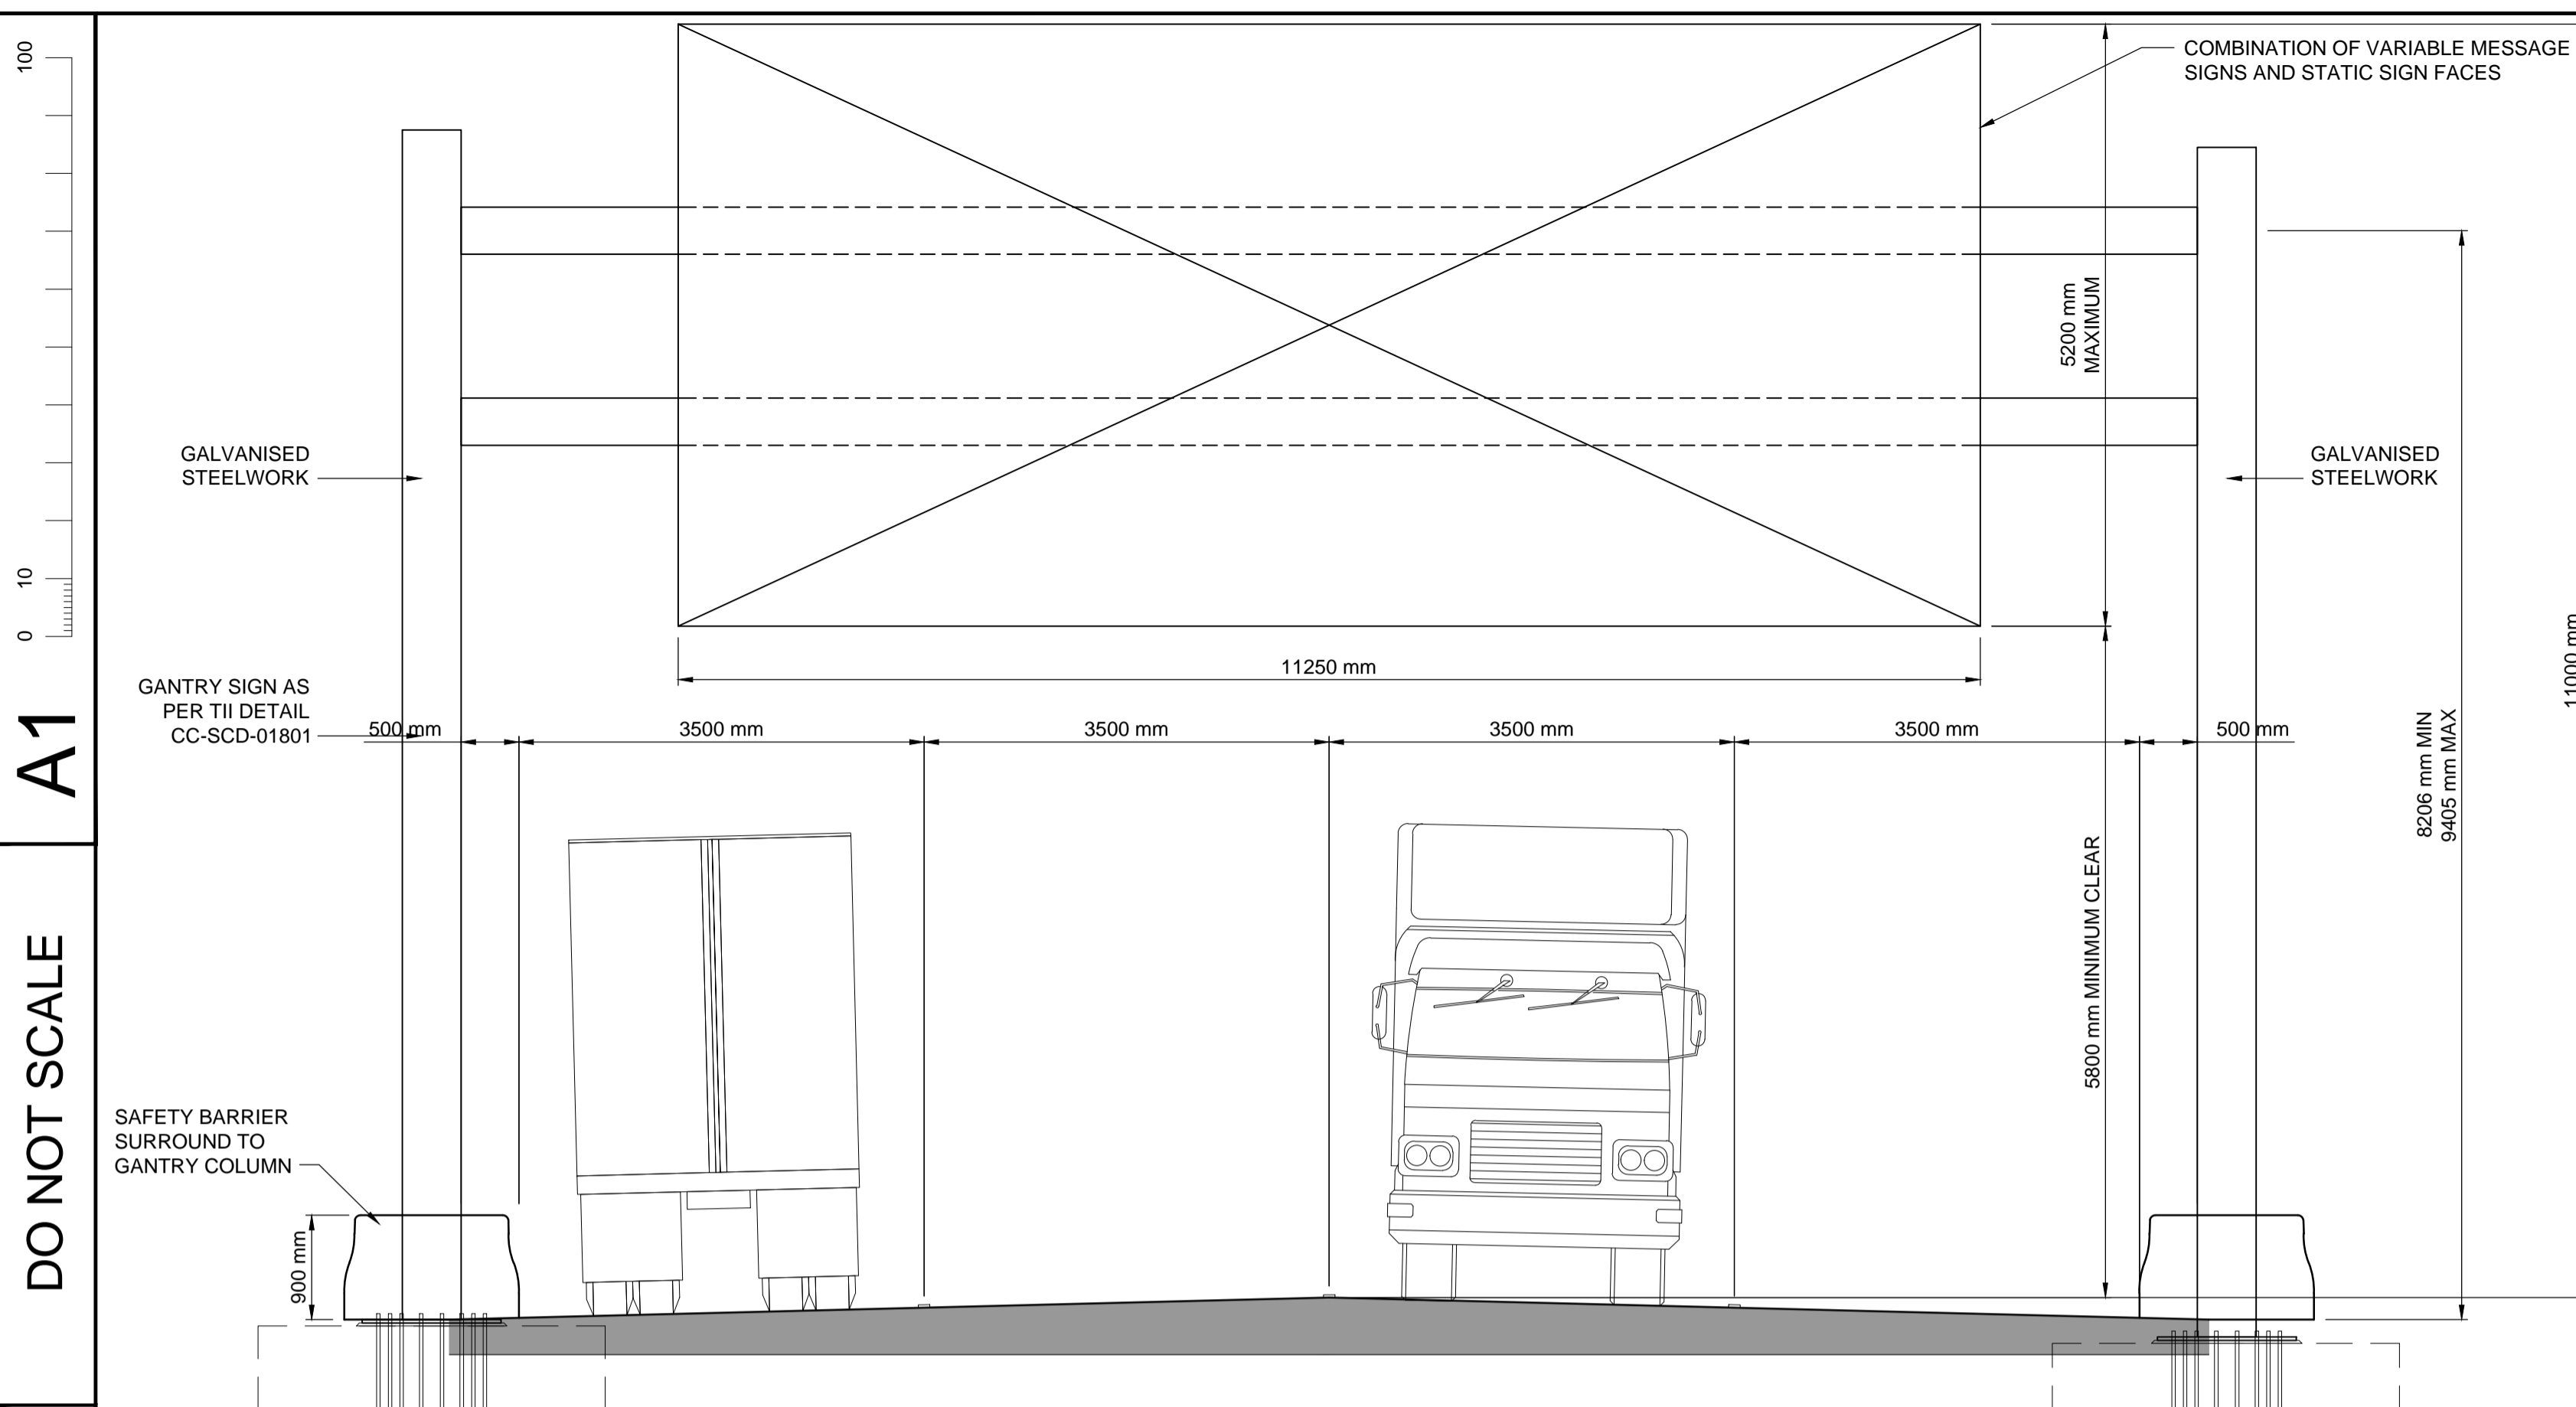 100
10
0
A1
DO NOT SCALE
COMBINATION OF VARIABLE MESSAGE
SIGNS AND STATIC SIGN FACES
5200 mm
MAXIMUM
GALVANISED
STEELWORK
GALVANISED
STEELWORK
11250 mm
GANTRY SIGN AS
PER TII DETAIL
CC-SCD-01801
500 mm
3500 mm
3500 mm
3500 mm
3500 mm
500 mm
8206 mm MIN
9405 mm MAX
11000 mm
5800 mm MINIMUM CLEAR
SAFETY BARRIER
SURROUND TO
GANTRY COLUMN
900 mm